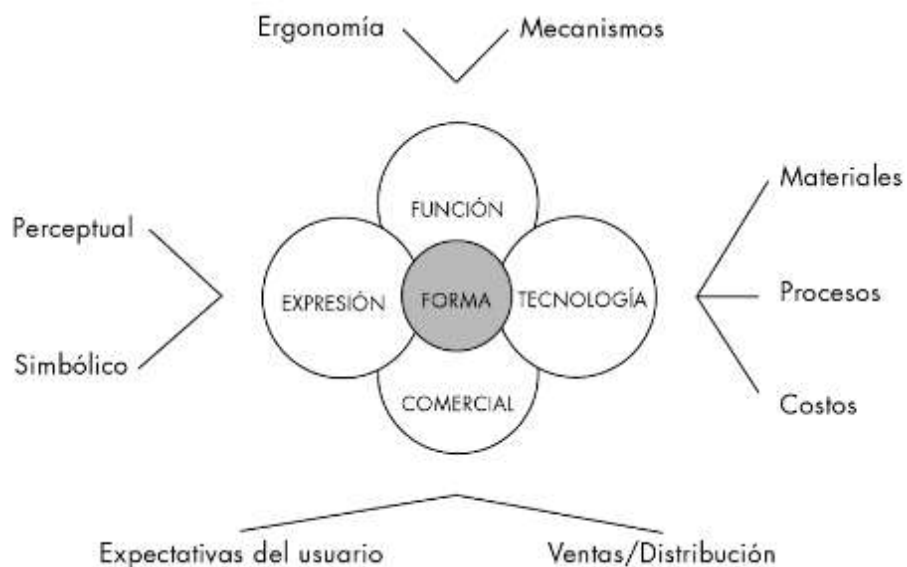 Ergonomía
Mecanismos
Materiales
FUNCIÓN
Perceptual
EXPRESIÓN
FORMA
TECNOLOGÍA
Procesos
Simbólico
COMERCIAL
Costos
Expectativas del usuario
Ventas/Distribución